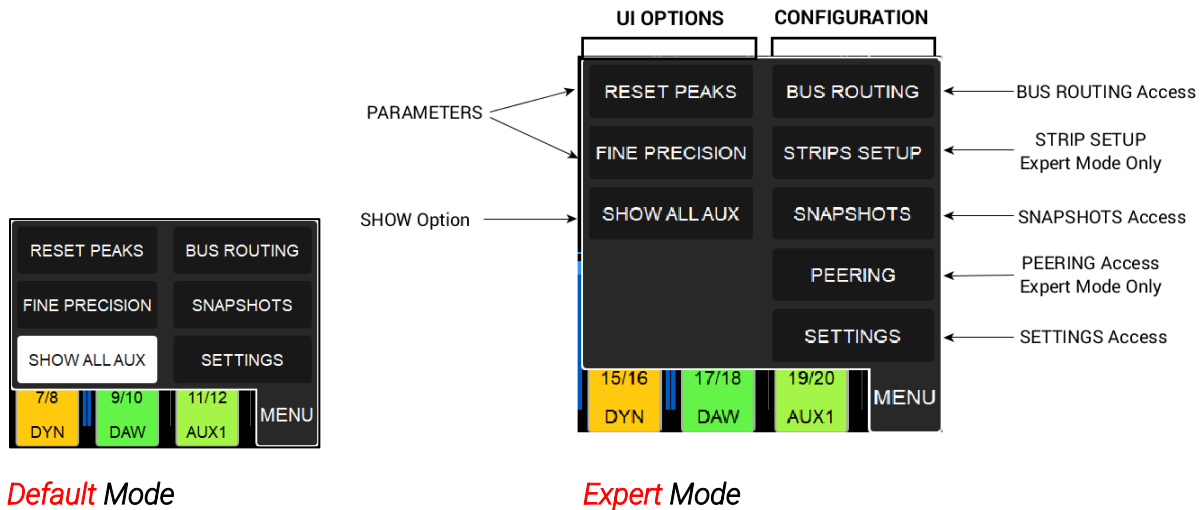 UI OPTIONS CONFIGURATION
PARAMETERS
SHOW Option
RESET PEAKS BUS ROUTING
FINE PRECISION STRIPS SETUP
SHOW ALL AUX SNAPSHOTS
PEERING
SETTINGS
15/16 17/18 19/20
DYN DAW AUX1
MENU
BUS ROUTING Access
STRIP SETUP
Expert Mode Only
SNAPSHOTS Access
PEERING Access
Expert Mode Only
SETTINGS Access
RESET PEAKS BUS ROUTING
FINE PRECISION SNAPSHOTS
SHOW ALL AUX SETTINGS
7/8 9/10 11/12
DYN DAW AUX1
MENU
Default Mode
Expert Mode